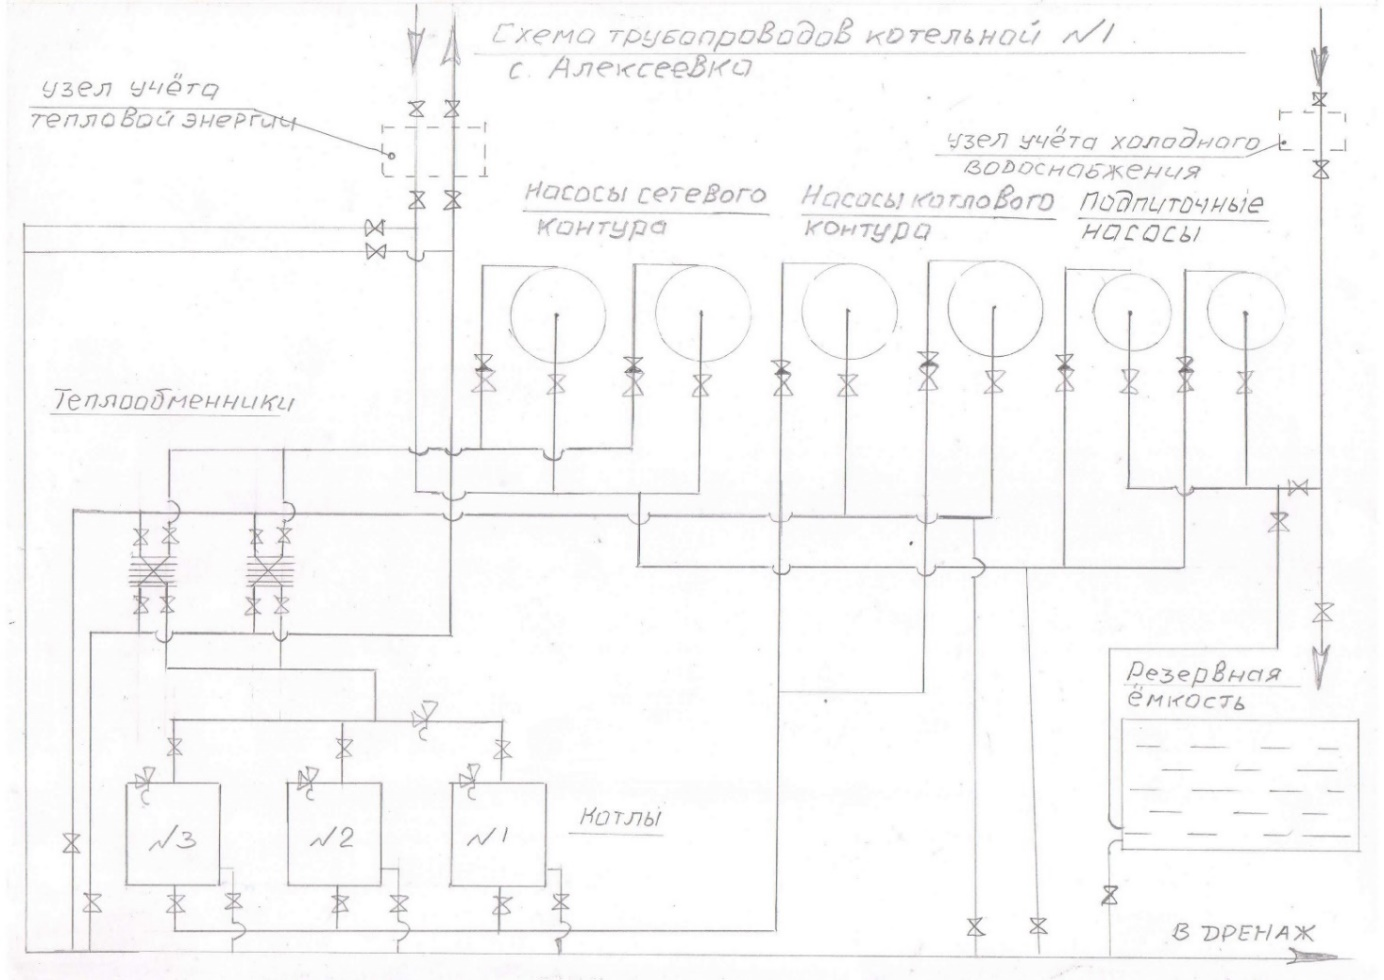 Схема трубопроводов котельной №1
с. Алексеевка
узел учёта
тепловой энергии
узел учёта холодного
водоснабжения
Насосы сетевого
контура
Насосы котлового
контура
Подпиточные
насосы
Теплообменники
Резервная
ёмкость
№3
№2
№1
Котлы
В ДРЕНАЖ